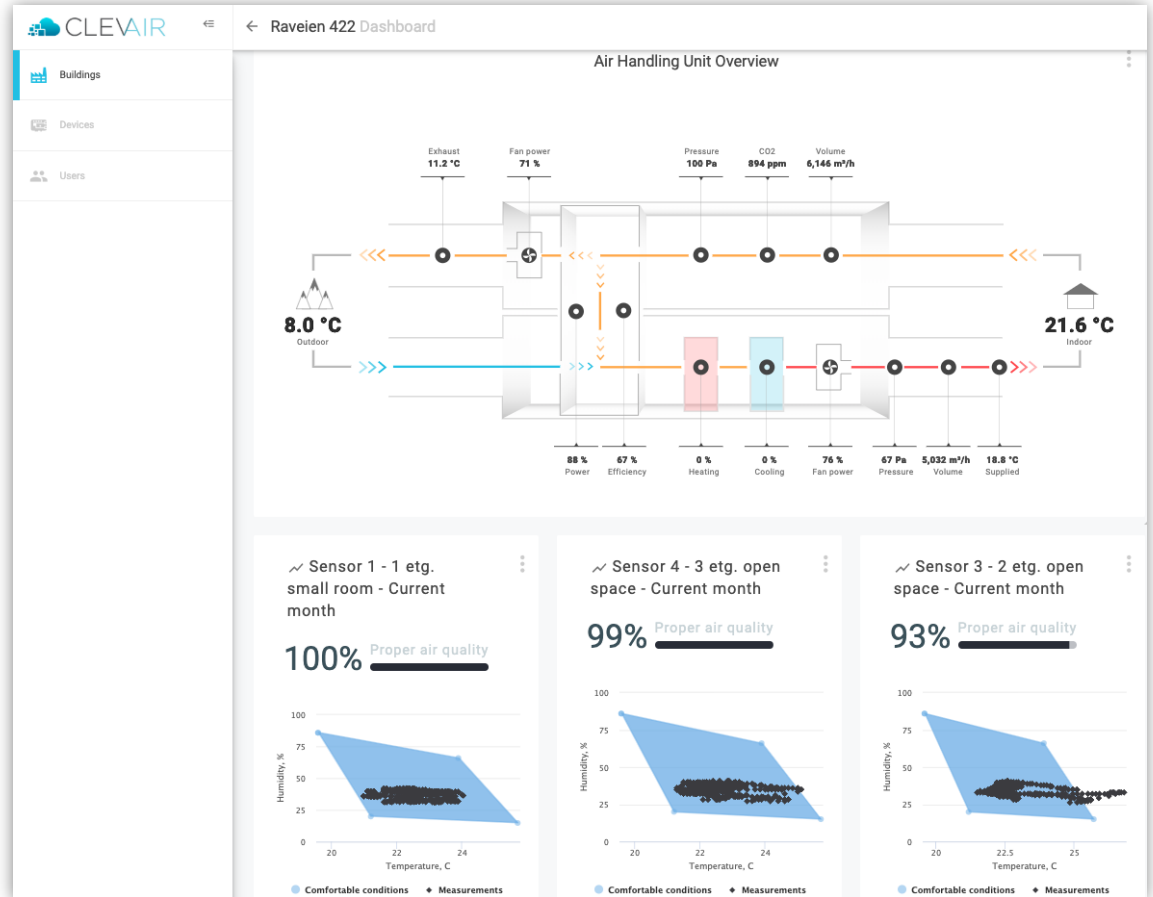 CLEVAIR
Raveien 422 Dashboard
Buildings
Devices
Users
Air Handling Unit Overview
Exhaust
11.2 °C
Fan power
71 %
Pressure
100 Pa
CO2
894 ppm
Volume
6,146 m³/h
8.0 °C
Outdoor
21.6 °C
Indoor
88 %
Power
67 %
Efficiency
0 %
Heating
0 %
Cooling
76 %
Fan power
67 Pa
Pressure
5,032 m³/h
Volume
18.8 °C
Supplied
Sensor 1 - 1 etg.
small room - Current
month
100% Proper air quality
Humidity, %
100
75
50
25
0
20 22 24
Temperature, C
Comfortable conditions Measurements
Sensor 4 - 3 etg. open
space - Current month
99% Proper air quality
Humidity, %
100
75
50
25
0
20 22 24
Temperature, C
Comfortable conditions Measurements
Sensor 3 - 2 etg. open
space - Current month
93% Proper air quality
Humidity, %
100
75
50
25
0
20 22.5 25
Temperature, C
Comfortable conditions Measurements